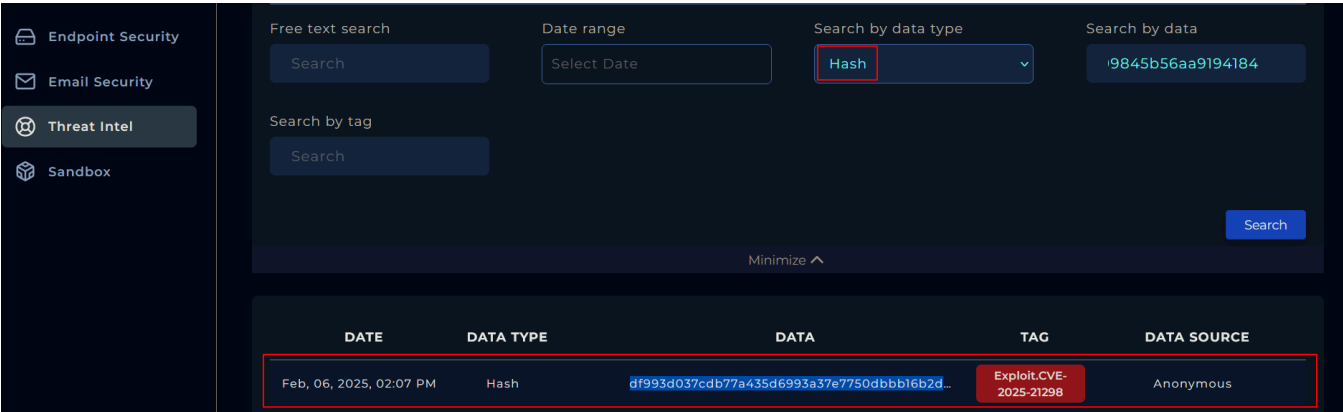 Endpoint Security
Email Security
Threat Intel
Sandbox
Free text search Date range Search by data type Search by data
Search Select Date Hash 9845b56aa9194184
Search by tag
Search
Search
Minimize
DATE DATA TYPE DATA TAG DATA SOURCE
Feb, 06, 2025, 02:07 PM Hash df993d037cdb77a435d6993a37e7750dbbb16b2d... Exploit.CVE-
2025-21298 Anonymous